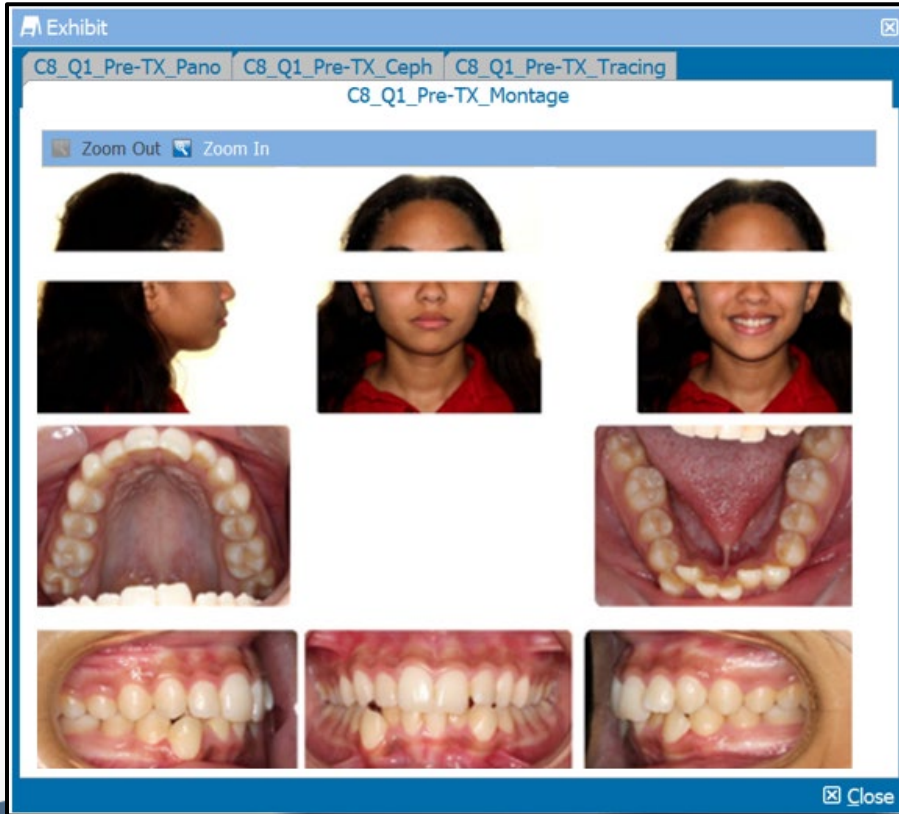 Exhibit
C8_Q1_Pre-TX_Pano C8_Q1_Pre-TX_Ceph C8_Q1_Pre-TX_Tracing
C8_Q1_Pre-TX_Montage
Zoom Out Zoom In
Close